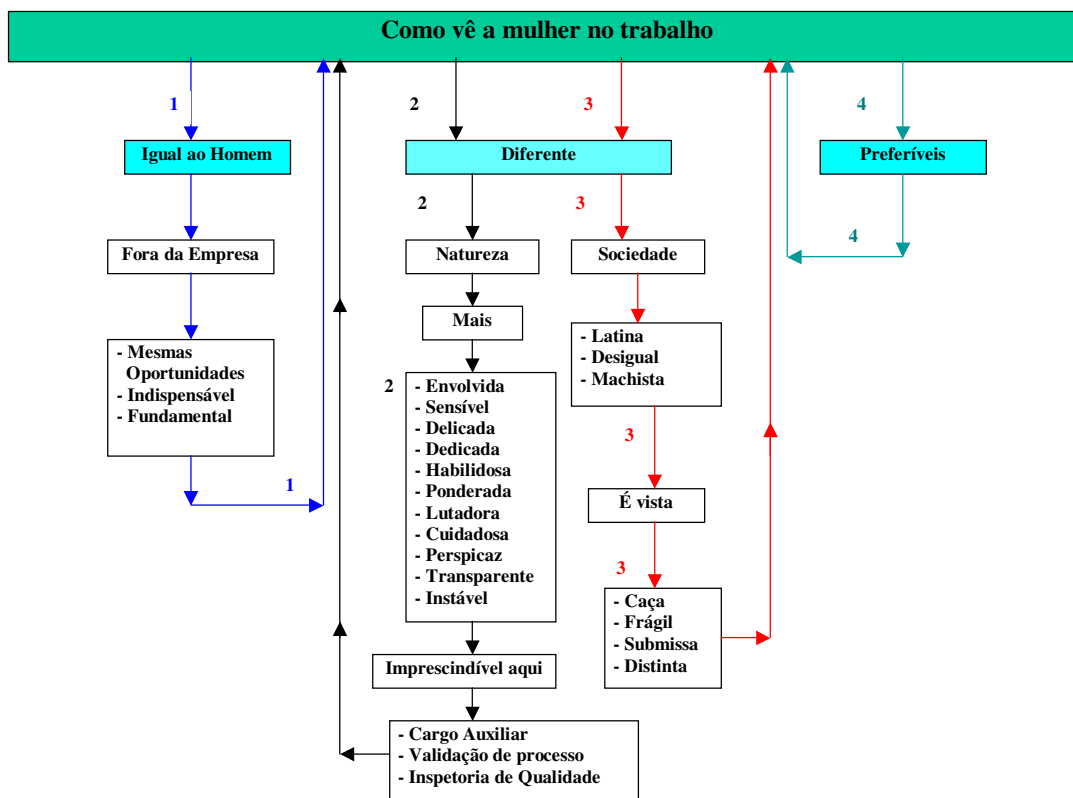 Como vê a mulher no trabalho
1
2
3
4
Igual ao Homem
Diferente
Preferíveis
2
3
4
Fora da Empresa
Natureza
Sociedade
Mais
- Mesmas
Oportunidades
- Indispensável
- Fundamental
- Latina
- Desigual
- Machista
2
- Envolvida
- Sensível
- Delicada
- Dedicada
- Habilidosa
- Ponderada
- Lutadora
- Cuidadosa
- Perspicaz
- Transparente
- Instável
3
1
É vista
3
- Caça
- Frágil
- Submissa
- Distinta
Imprescindível aqui
- Cargo Auxiliar
- Validação de processo
- Inspetoria de Qualidade